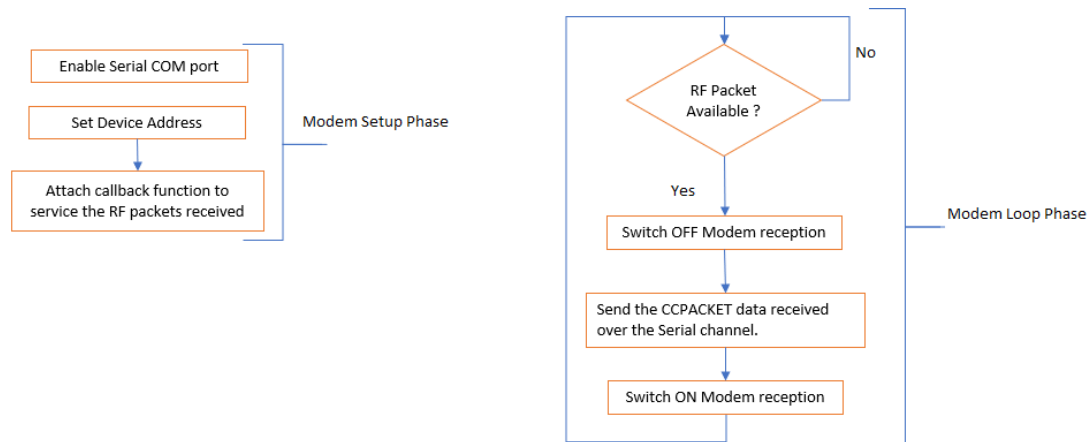 Enable Serial COM port
Set Device Address
Attach callback function to
service the RF packets received
Modem Setup Phase
RF Packet
Available ?
No
Yes
Switch OFF Modem reception
Send the CCPACKET data received
over the Serial channel.
Switch ON Modem reception
Modem Loop Phase